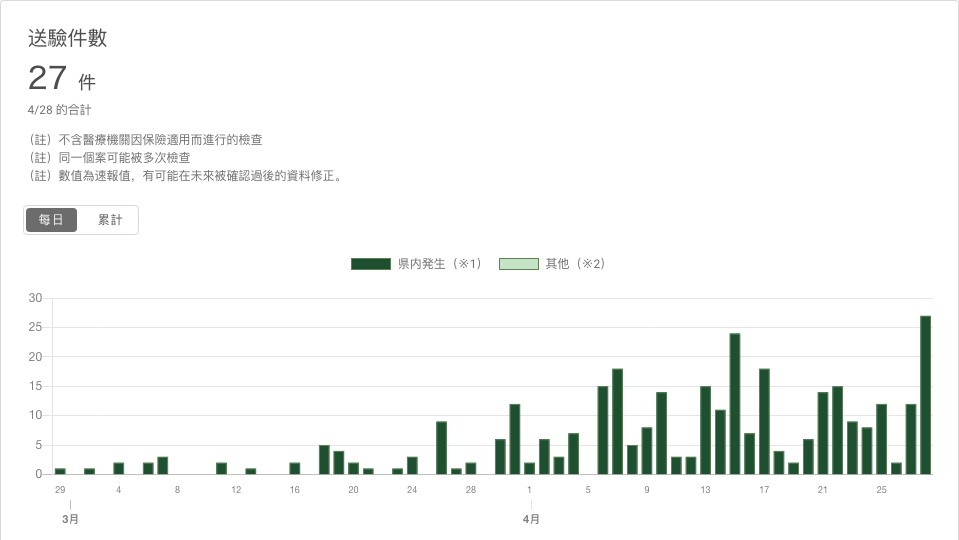 送驗件數
27 件
4/28 的合計
（註）不含醫療機關因保險適用而進行的檢查
（註）同一個案可能被多次檢查
（註）數值為速報值，有可能在未來被確認過後的資料修正。
每日 累計
県内発生（※1） 其他（※2）
30
25
20
15
10
5
0
29 4 8 12 16 20 24 28 1 5 9 13 17 21 25
3月 4月